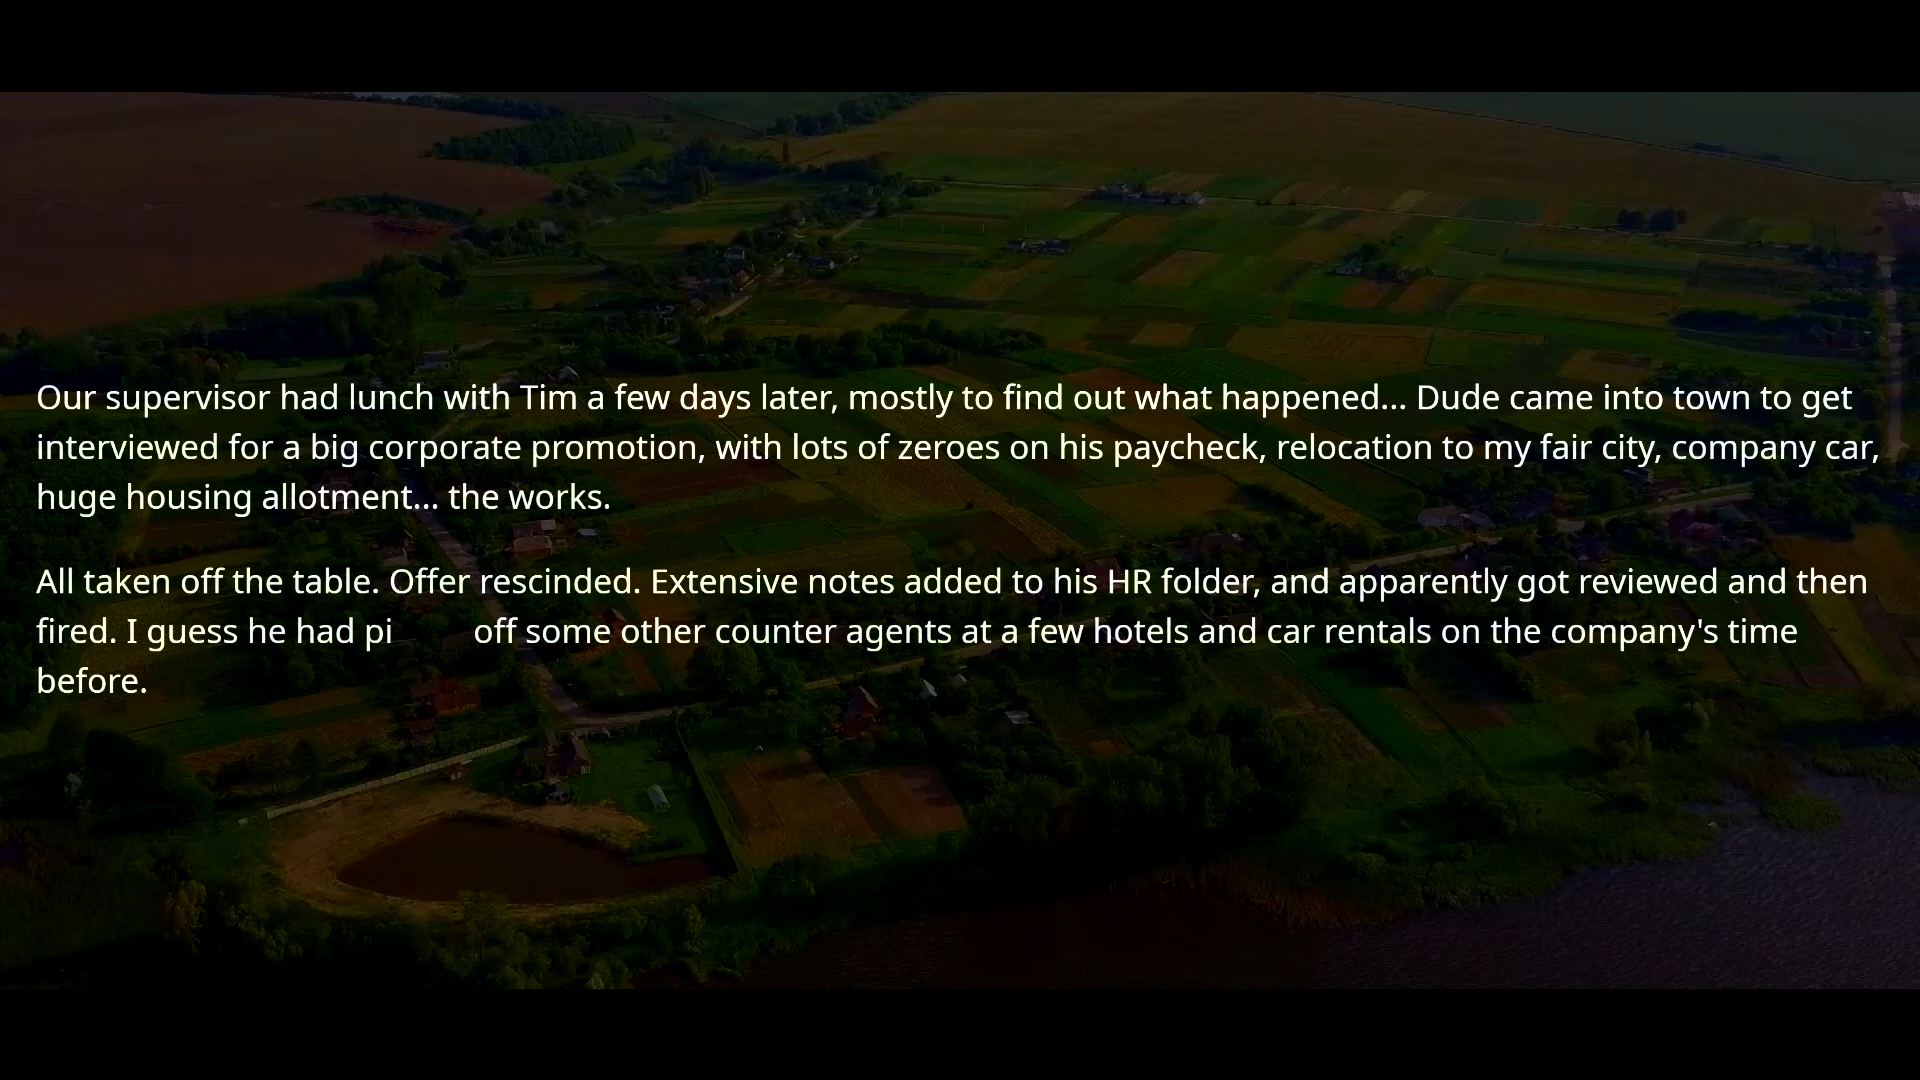 Our supervisor had lunch with Tim a few days later, mostly to find out what happened... Dude came into town to get
interviewed for a big corporate promotion, with lots of zeroes on his paycheck, relocation to my fair city, company car,
huge housing allotment... the works.
All taken off the table. Offer rescinded. Extensive notes added to his HR folder, and apparently got reviewed and then
fired. I guess he had pi off some other counter agents at a few hotels and car rentals on the company's time
before.